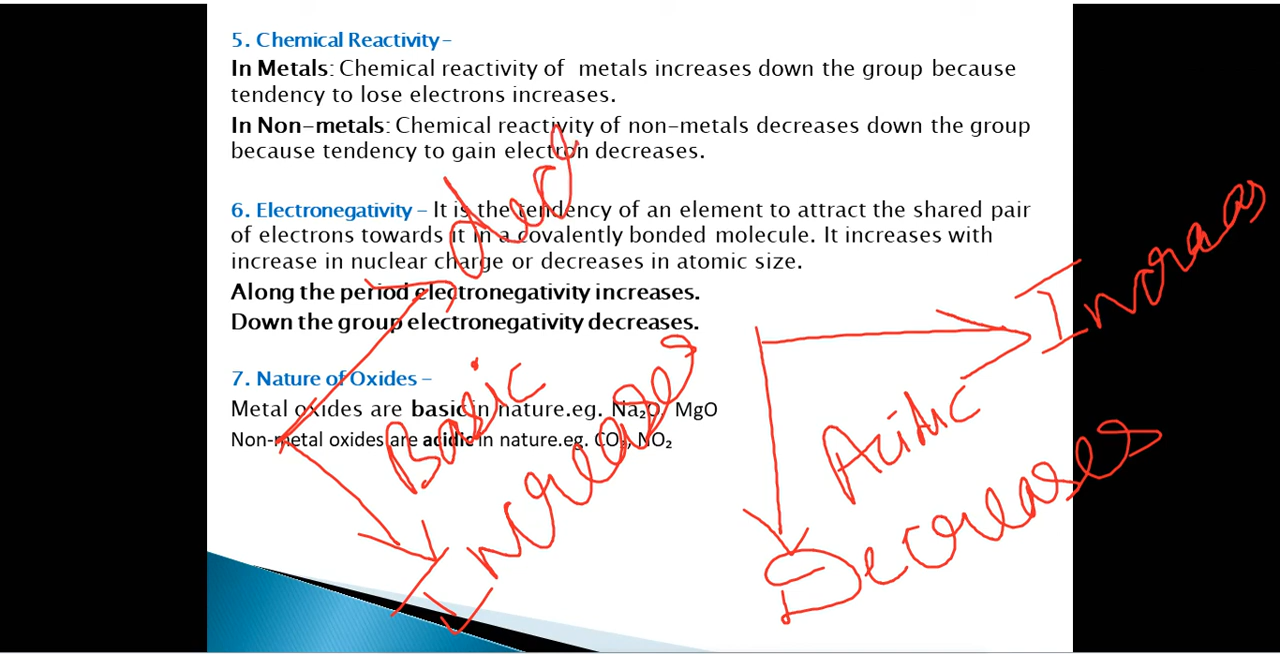 5. Chemical Reactivity –
In Metals: Chemical reactivity of metals increases down the group because
tendency to lose electrons increases.
In Non-metals: Chemical reactivity of non-metals decreases down the group
because tendency to gain electron decreases.
6. Electronegativity – It is the tendency of an element to attract the shared pair
of electrons towards it in a covalently bonded molecule. It increases with
increase in nuclear charge or decreases in atomic size.
Along the period electronegativity increases.
Down the group electronegativity decreases.
7. Nature of Oxides –
Metal oxides are basic in nature.eg. Na₂O, MgO
Non-metal oxides are acidic in nature.eg. CO₂, NO₂
Basic
Increases
Acidic
Increases
Decreases